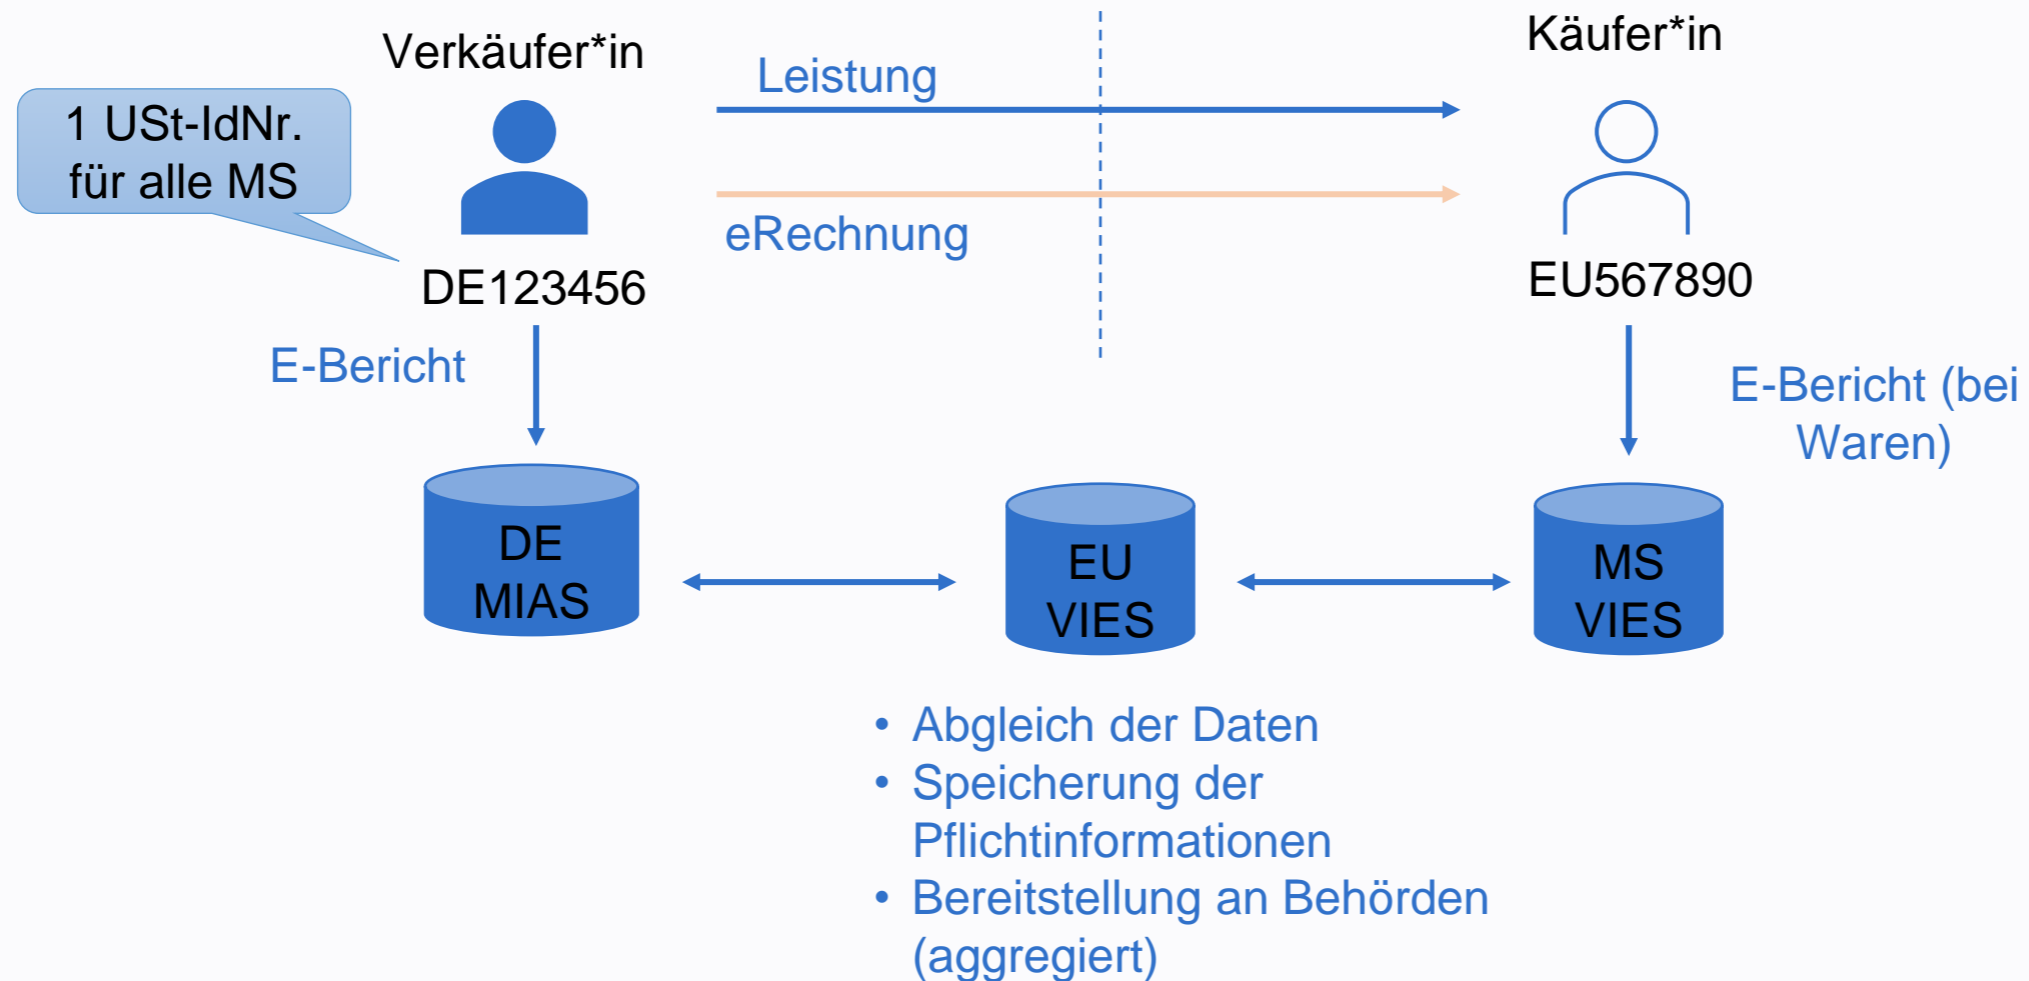 Verkäufer*in
Käufer*in
Leistung
1 USt-IdNr.
für alle MS
eRechnung
DE123456
EU567890
E-Bericht
E-Bericht (bei
Waren)
DE
MIAS
EU
VIES
MS
VIES
• Abgleich der Daten
• Speicherung der
Pflichtinformationen
• Bereitstellung an Behörden
(aggregiert)